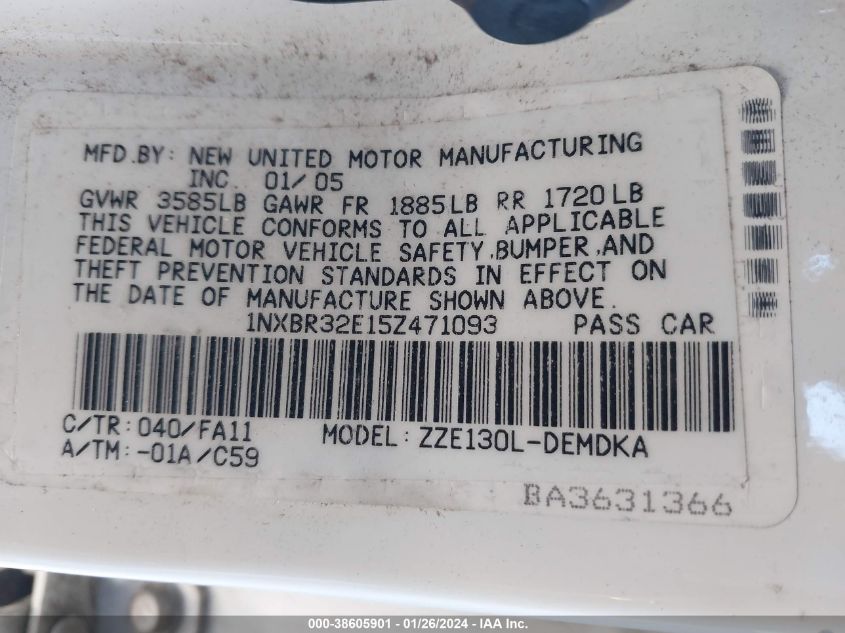 MFD.BY: NEW UNITED MOTOR MANUFACTURING
INC. 01/05
GVWR 3585LB GAWR FR 1885LB RR 1720LB
THIS VEHICLE CONFORMS TO ALL APPLICABLE
FEDERAL MOTOR VEHICLE SAFETY,BUMPER,AND
THEFT PREVENTION STANDARDS IN EFFECT ON
THE DATE OF MANUFACTURE SHOWN ABOVE.
1NXBR32E15Z471093 PASS CAR
C/TR:040/FA11 MODEL:ZZE130L-DEMDKA
A/TM:-01A/C59
BA3631366
000-38605901 - 01/26/2024 - IAA Inc.